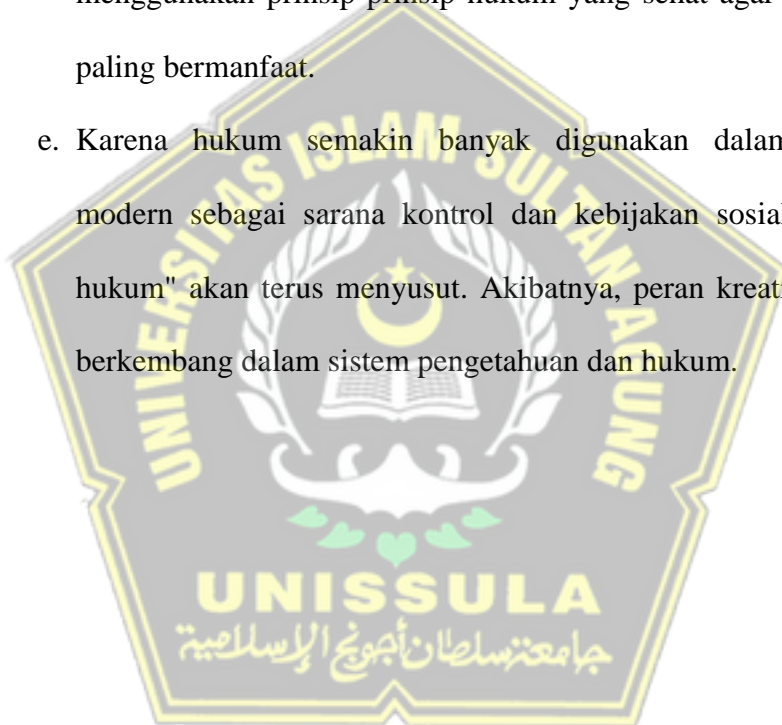 menggunakan prinsip-prinsip hukum yang sehat agar
paling bermanfaat.
e. Karena hukum semakin banyak digunakan dalam
modern sebagai sarana kontrol dan kebijakan sosial
hukum" akan terus menyusut. Akibatnya, peran kreati
berkembang dalam sistem pengetahuan dan hukum.
UNIVERSITAS ISLAM SULTAN AGUNG
UNISSULA
جامعة سلطان أجونج الإسلامية